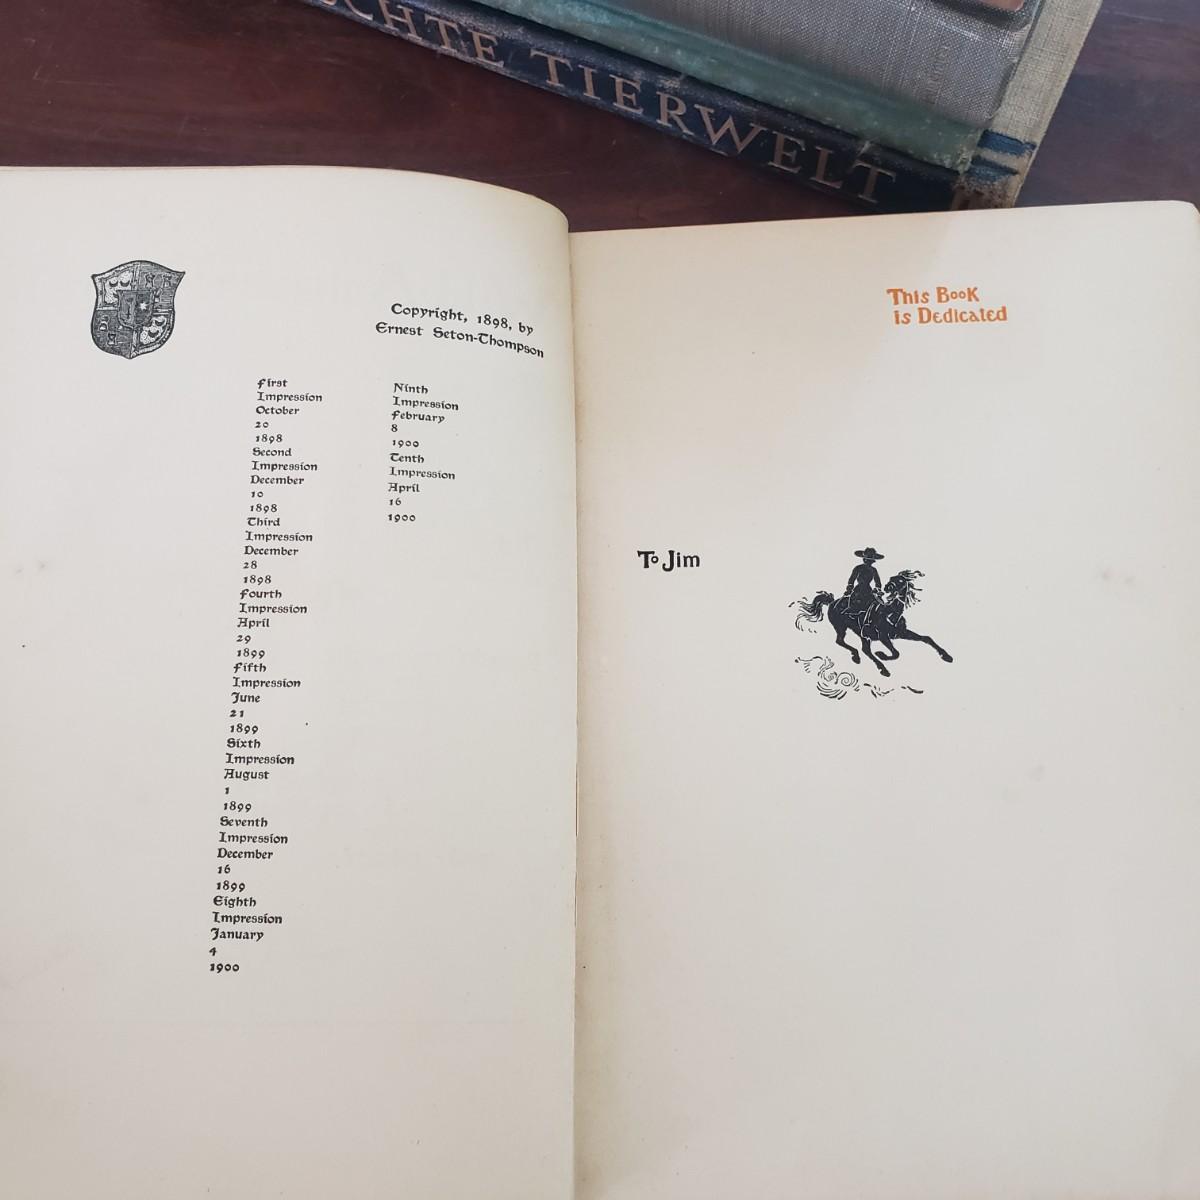 CHTE TIERWELT
Copyright, 1898, by
Ernest Seton-Thompson
First
Impression
October
20
1898
Second
Impression
December
10
1898
Third
Impression
December
28
1898
Fourth
Impression
April
29
1899
Fifth
Impression
June
21
1899
Sixth
Impression
August
1
1899
Seventh
Impression
December
16
1899
Eighth
Impression
January
4
1900
Ninth
Impression
February
8
1900
Tenth
Impression
April
16
1900
This Book
is Dedicated
To Jim